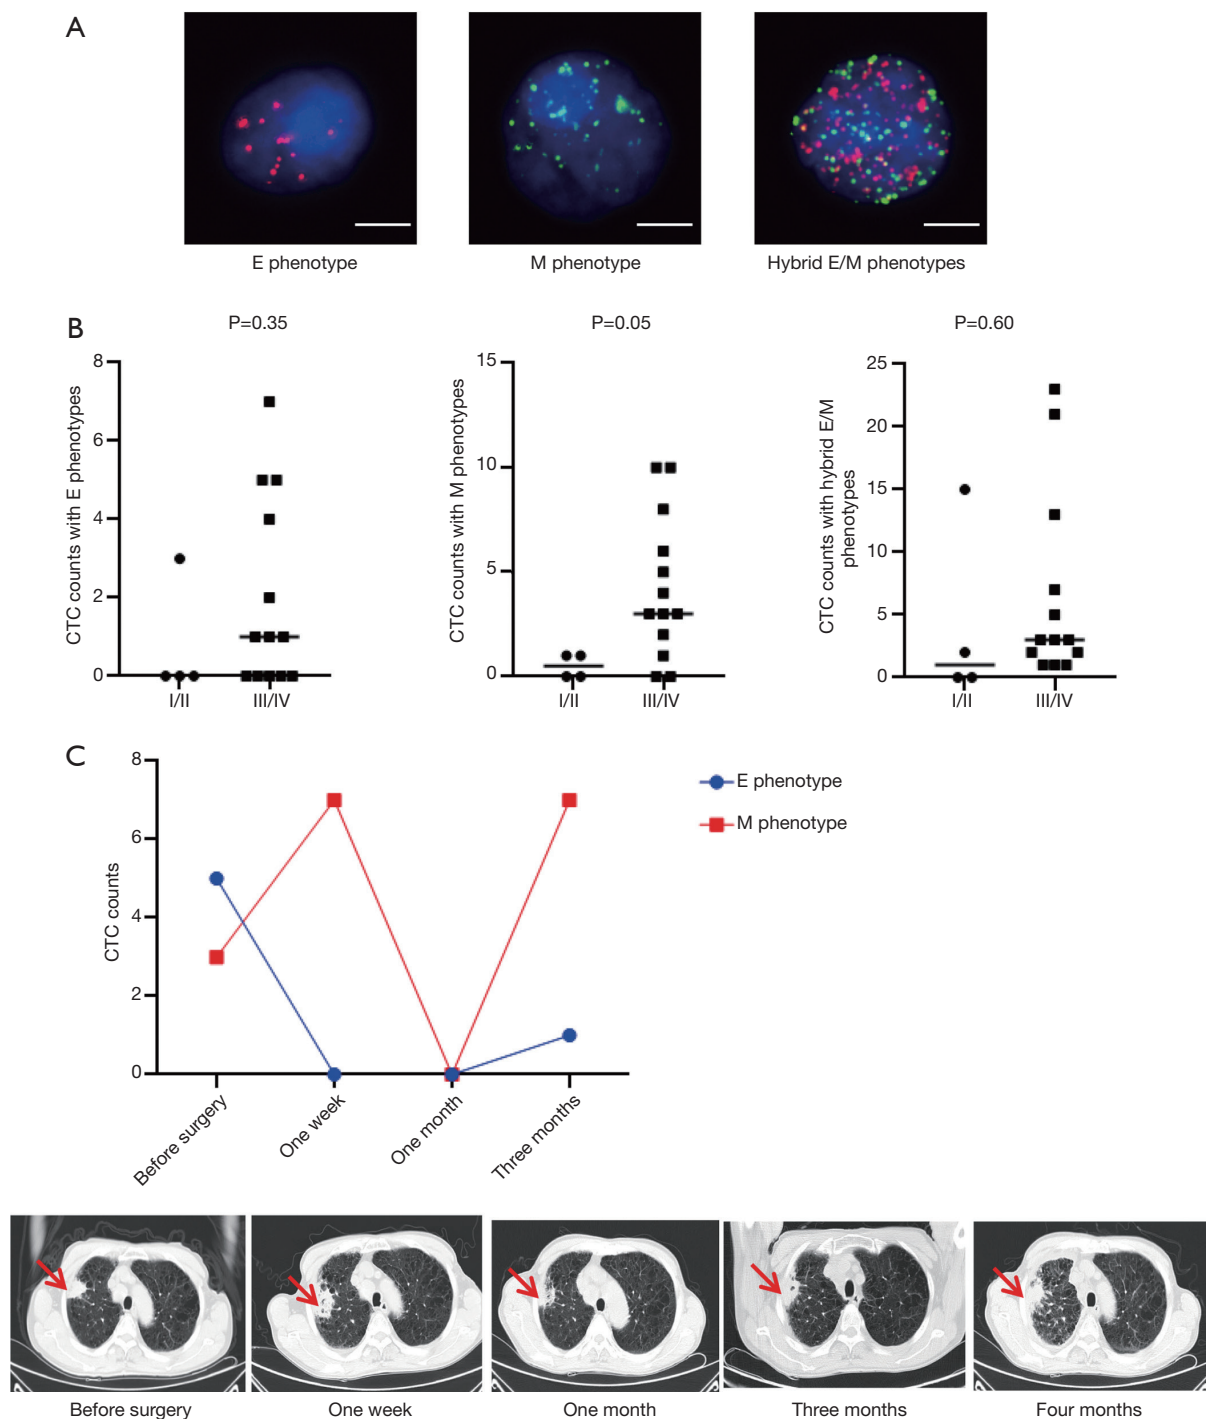 A
E phenotype
M phenotype
Hybrid E/M phenotypes
B
P=0.35
CTC counts with E phenotypes
8
6
4
2
0
I/II
III/IV
P=0.05
CTC counts with M phenotypes
15
10
5
0
I/II
III/IV
P=0.60
CTC counts with hybrid E/M
phenotypes
25
20
15
10
5
0
I/II
III/IV
C
CTC counts
8
6
4
2
0
Before surgery
One week
One month
Three months
E phenotype
M phenotype
Before surgery
One week
One month
Three months
Four months